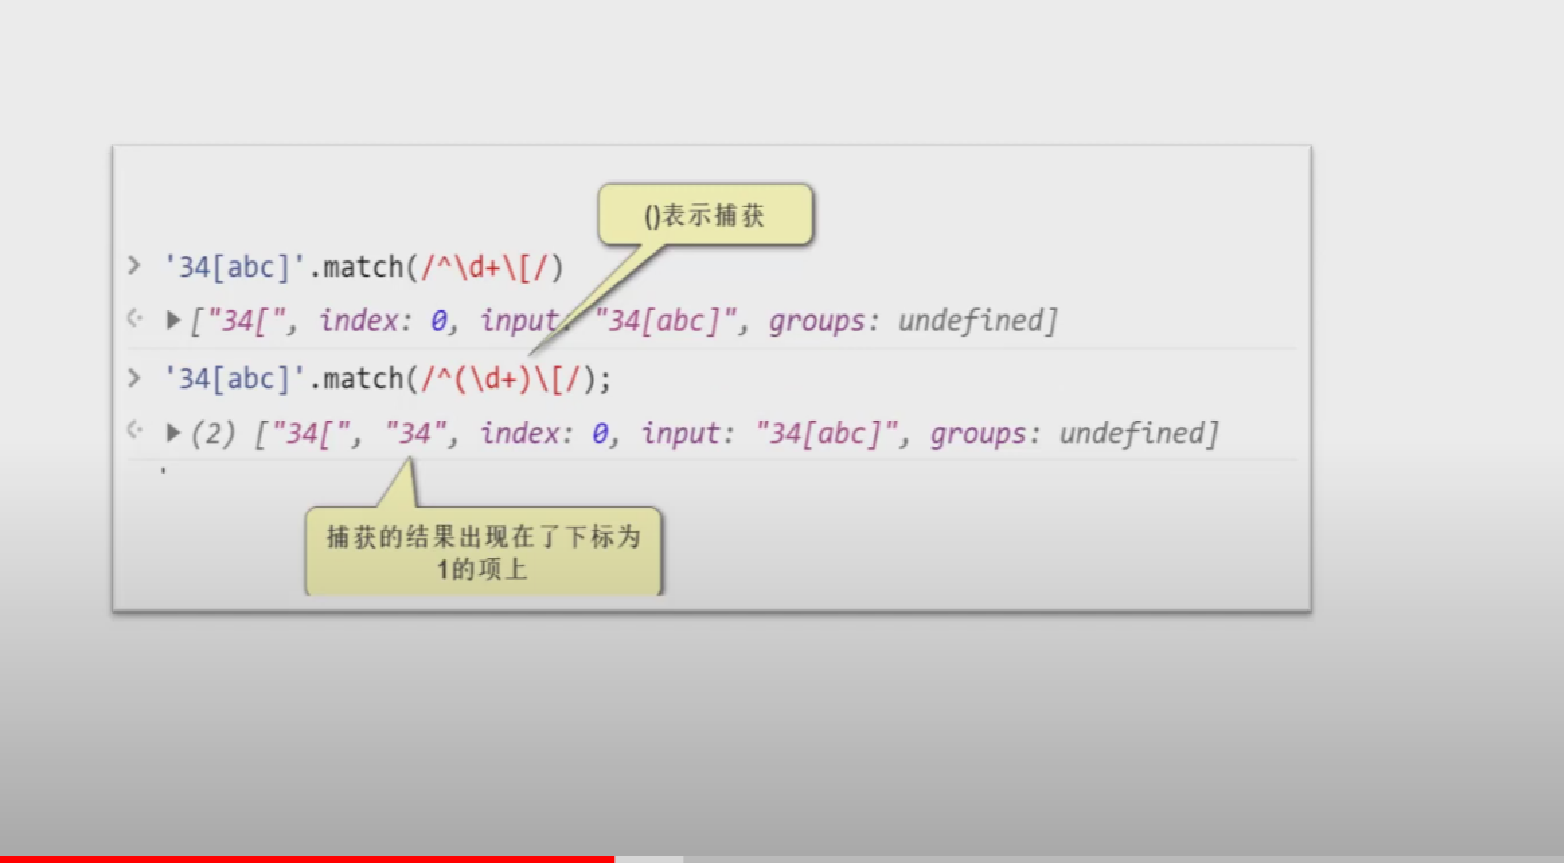 ()表示捕获
> '34[abc]'.match(/^\d+\[/)
["34[", index: 0, input: "34[abc]", groups: undefined]
> '34[abc]'.match(/^(\d+)\[/);
(2) ["34[", "34", index: 0, input: "34[abc]", groups: undefined]
捕获的结果出现在了下标为
1的项上